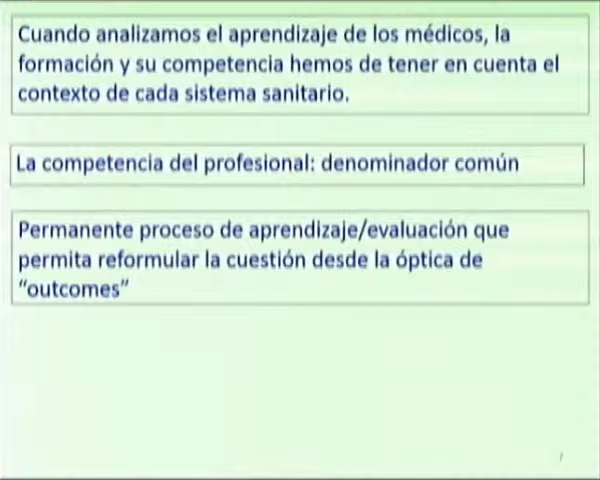 Cuando analizamos el aprendizaje de los médicos, la
formación y su competencia hemos de tener en cuenta el
contexto de cada sistema sanitario.
La competencia del profesional: denominador común
Permanente proceso de aprendizaje/evaluación que
permita reformular la cuestión desde la óptica de
"outcomes"